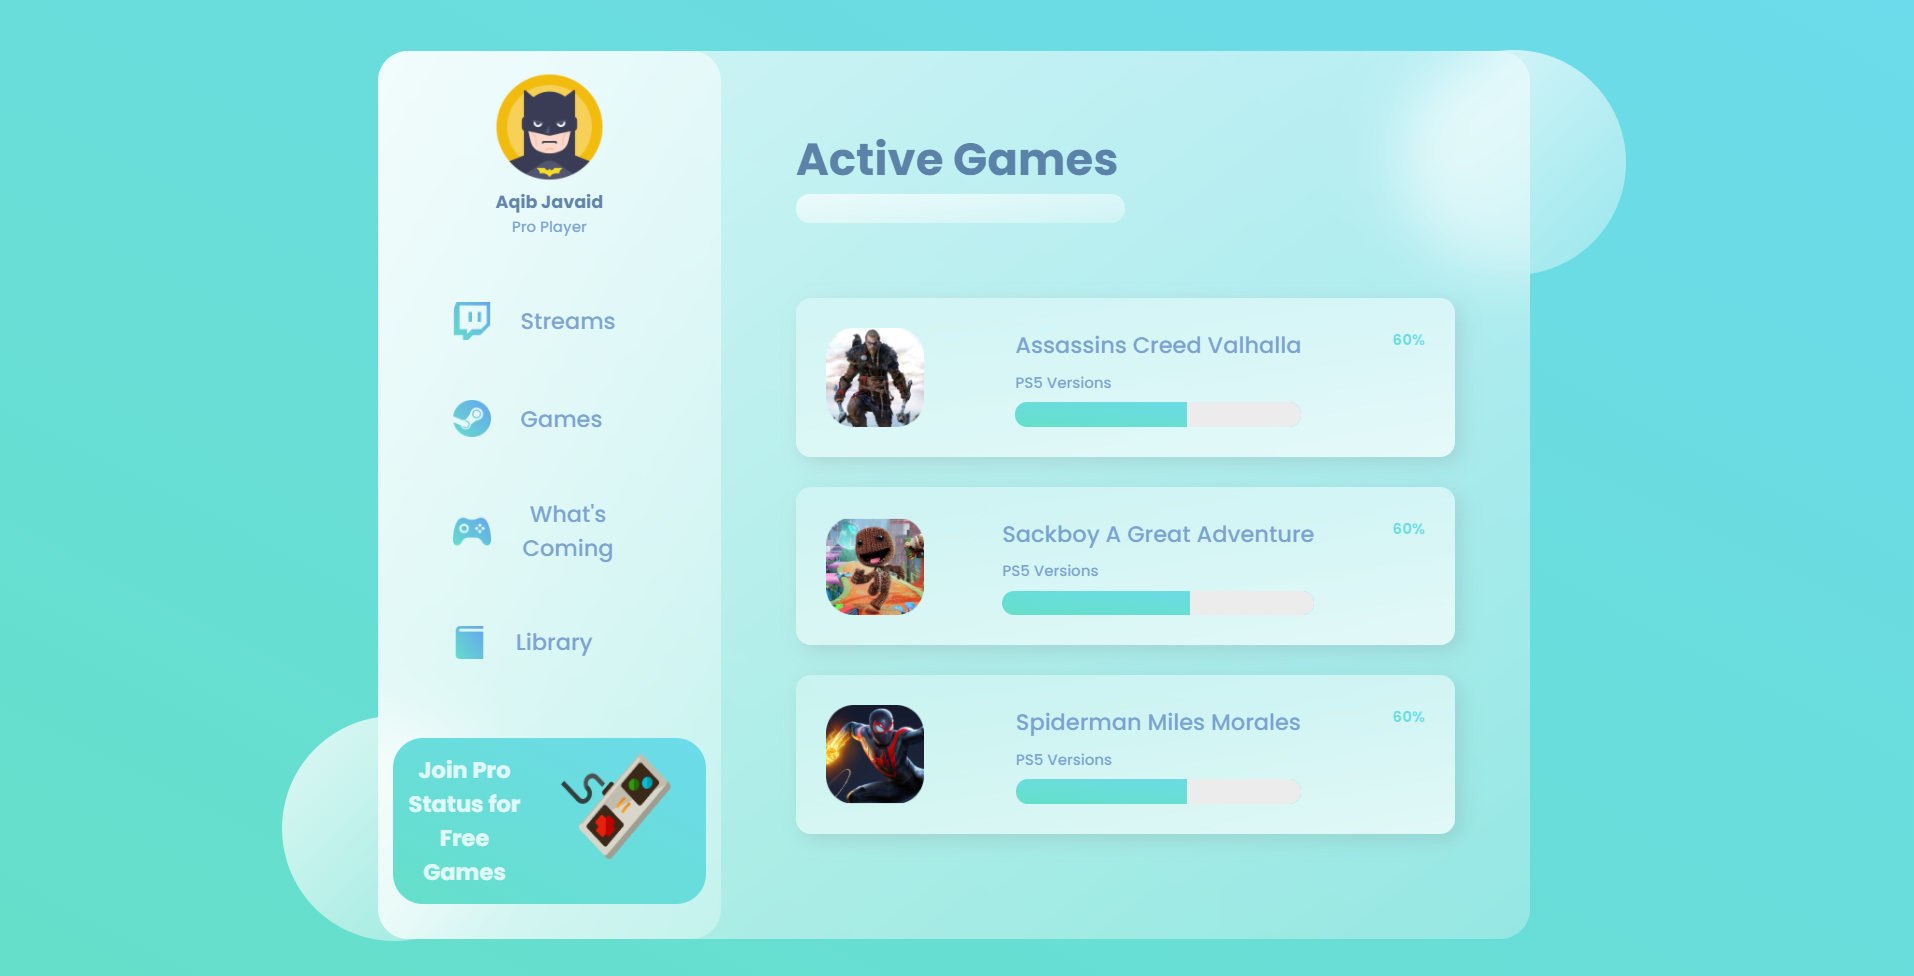 Aqib Javaid
Pro Player
Streams
Games
What's
Coming
Library
Join Pro
Status for
Free
Games
Active Games
Assassins Creed Valhalla
60%
PS5 Versions
Sackboy A Great Adventure
60%
PS5 Versions
Spiderman Miles Morales
60%
PS5 Versions